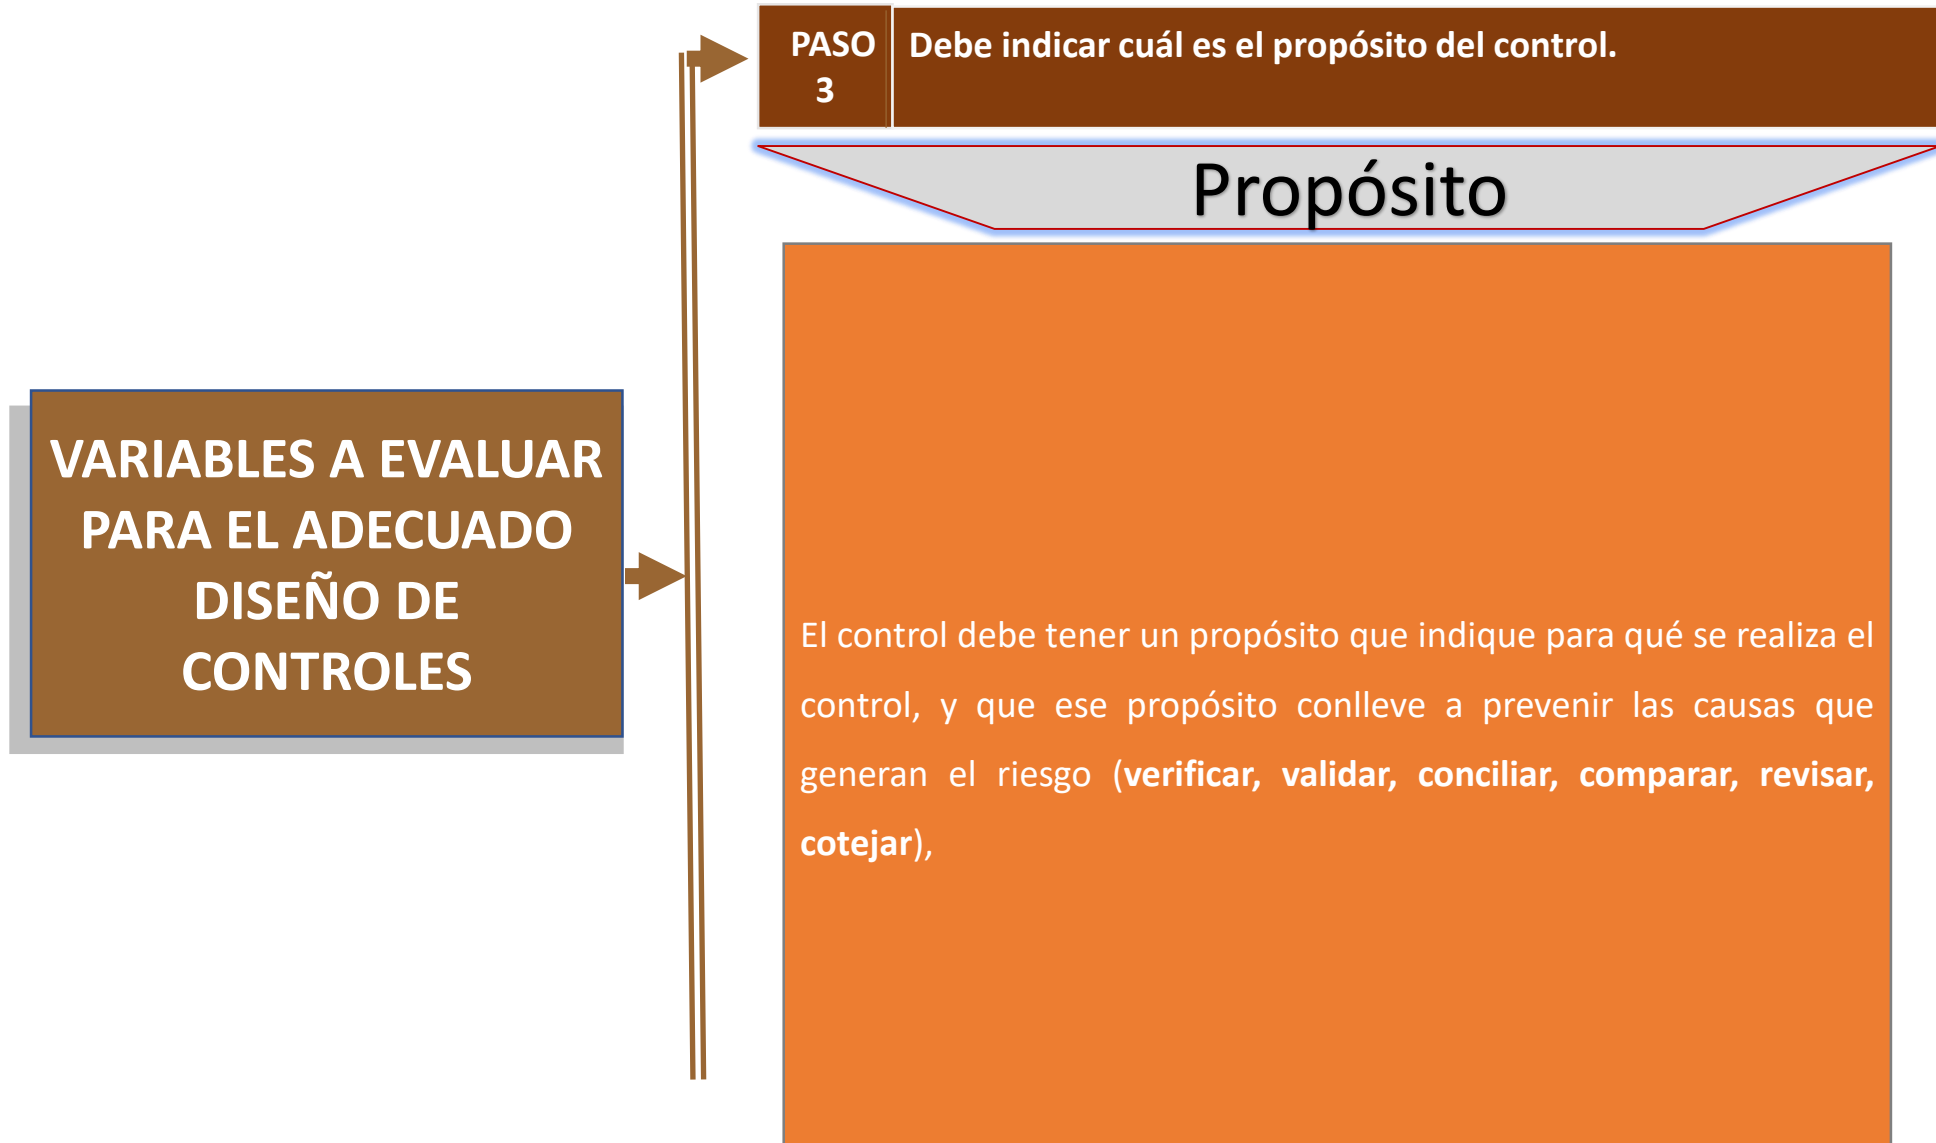 PASO
3
Debe indicar cuál es el propósito del control.
Propósito
VARIABLES A EVALUAR
PARA EL ADECUADO
DISEÑO DE
CONTROLES
El control debe tener un propósito que indique para qué se realiza el
control, y que ese propósito conlleve a prevenir las causas que
generan el riesgo (verificar, validar, conciliar, comparar, revisar,
cotejar),